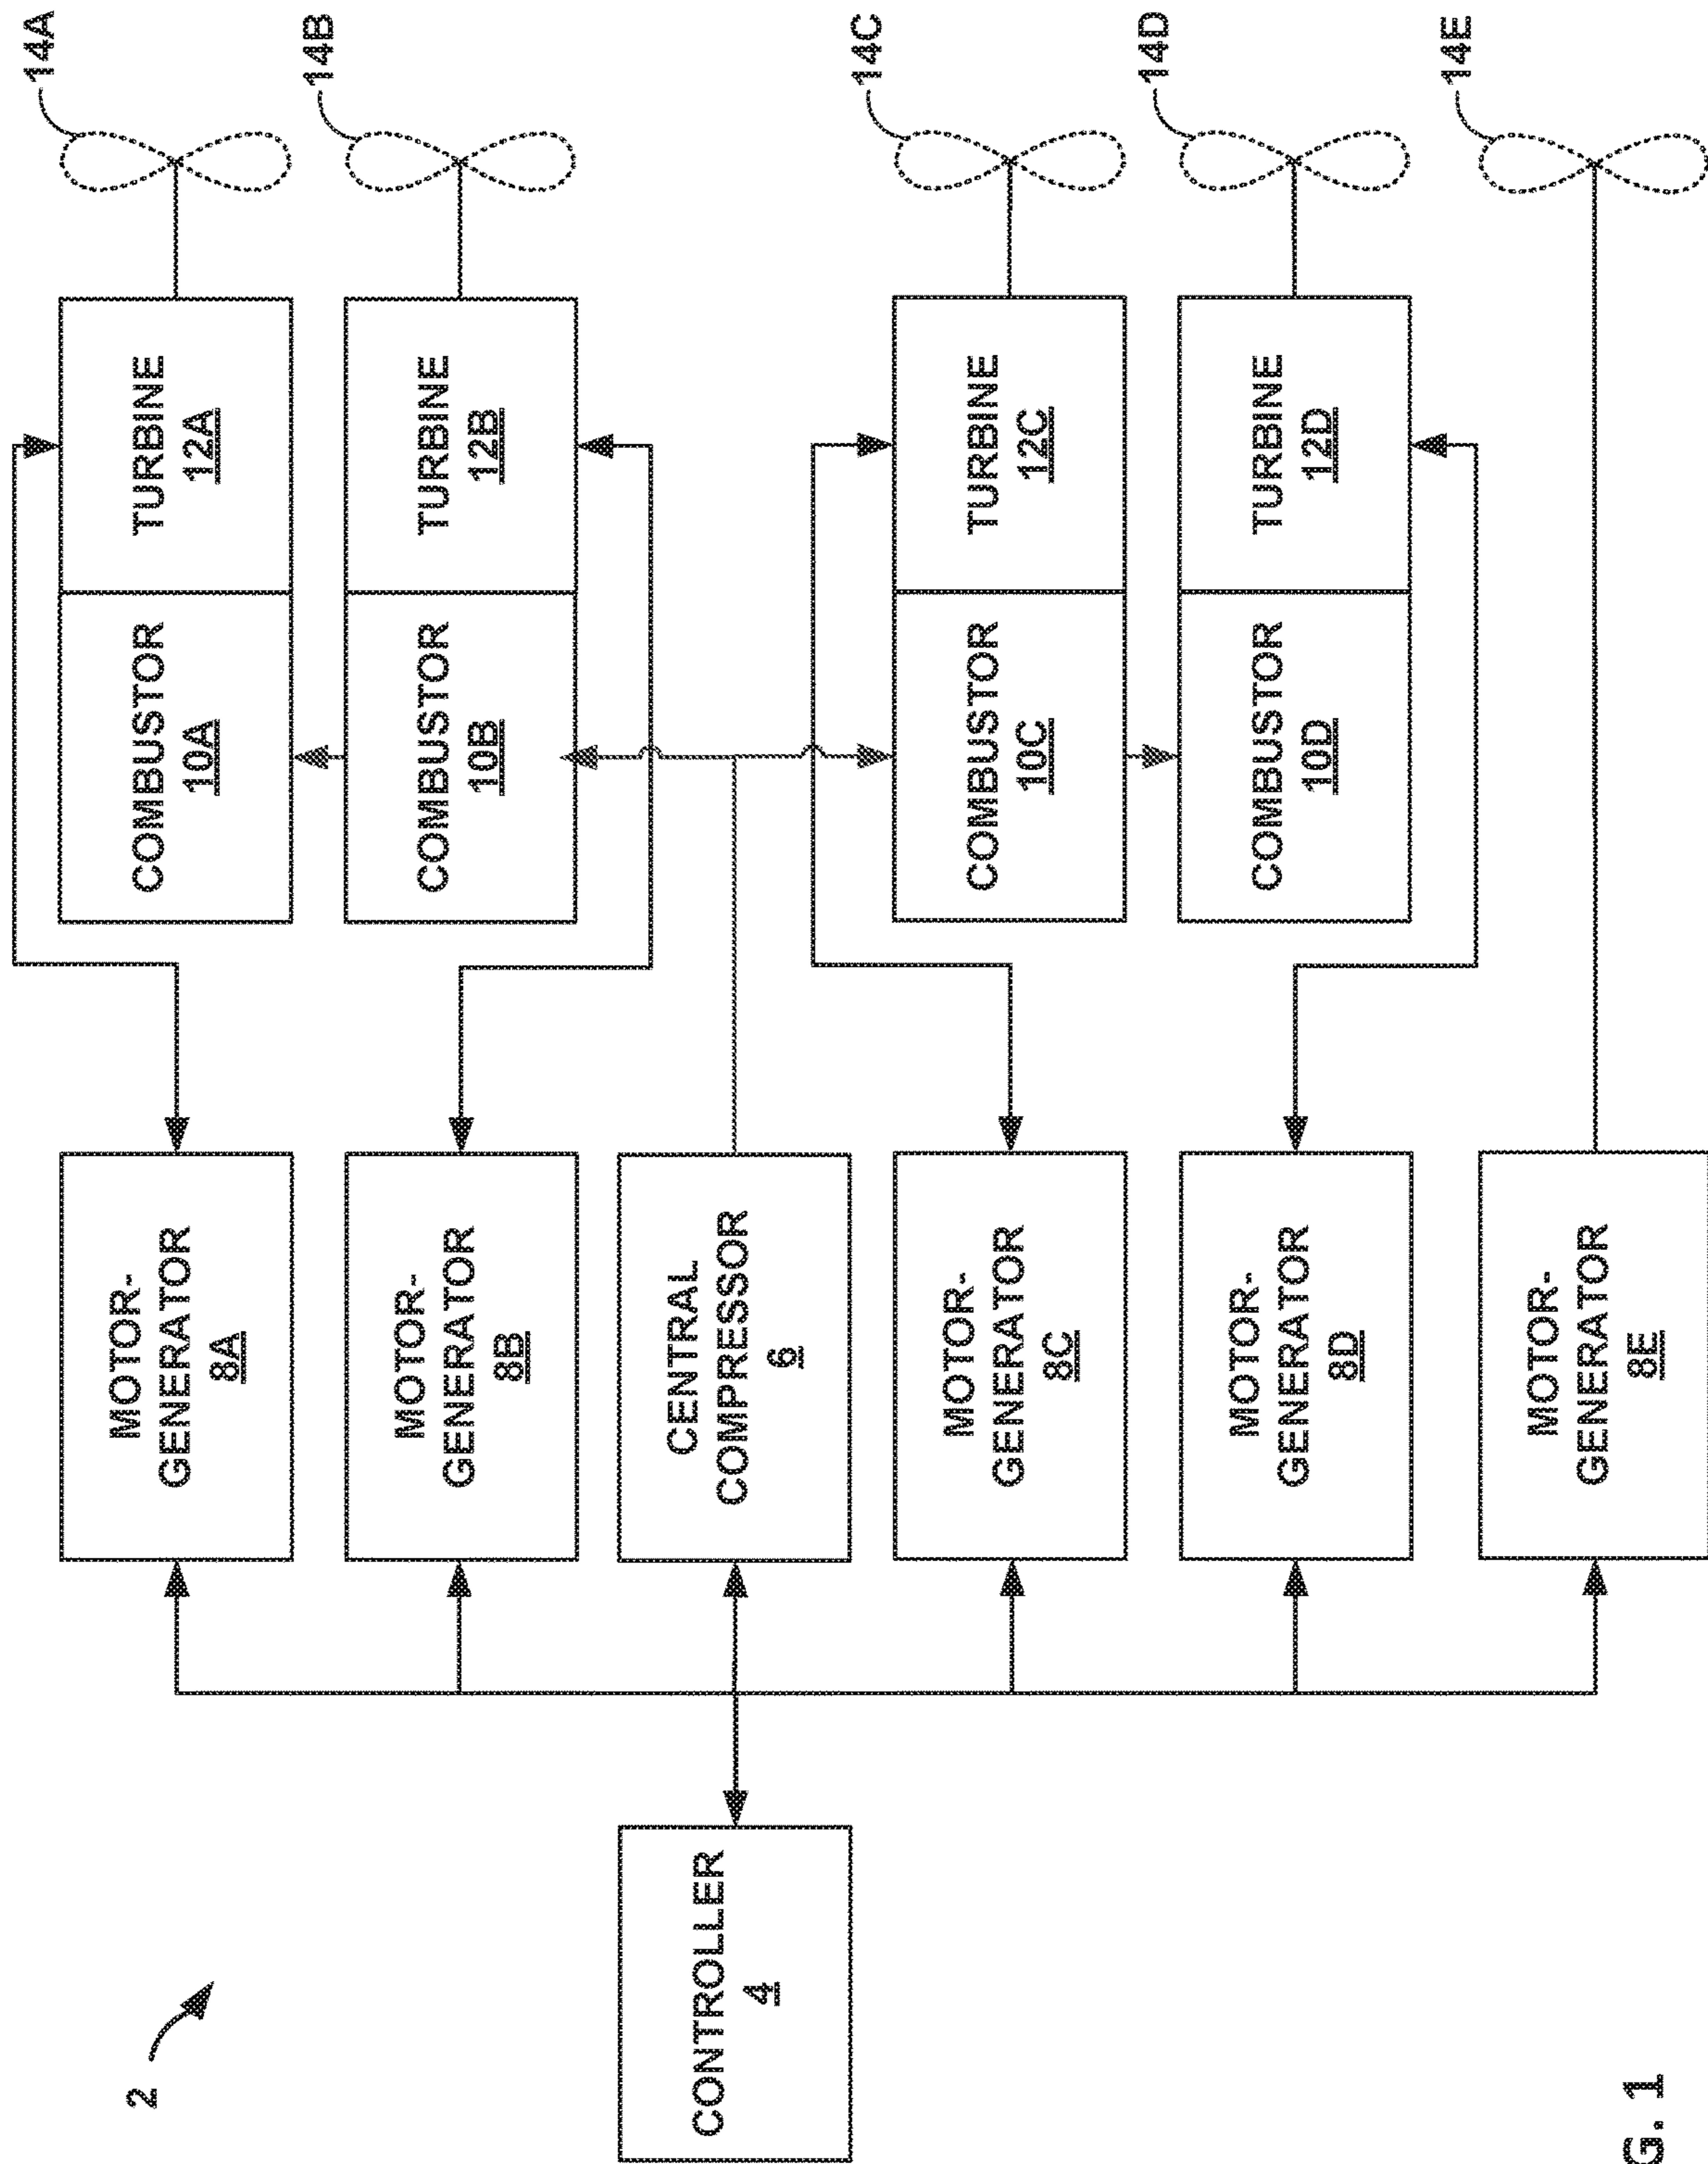 2
CONTROLLER
4
MOTOR-
GENERATOR
8A
MOTOR-
GENERATOR
8B
CENTRAL
COMPRESSOR
6
MOTOR-
GENERATOR
8C
MOTOR-
GENERATOR
8D
MOTOR-
GENERATOR
8E
COMBUSTOR
10A
TURBINE
12A
COMBUSTOR
10B
TURBINE
12B
COMBUSTOR
10C
TURBINE
12C
COMBUSTOR
10D
TURBINE
12D
14A
14B
14C
14D
14E
G. 1